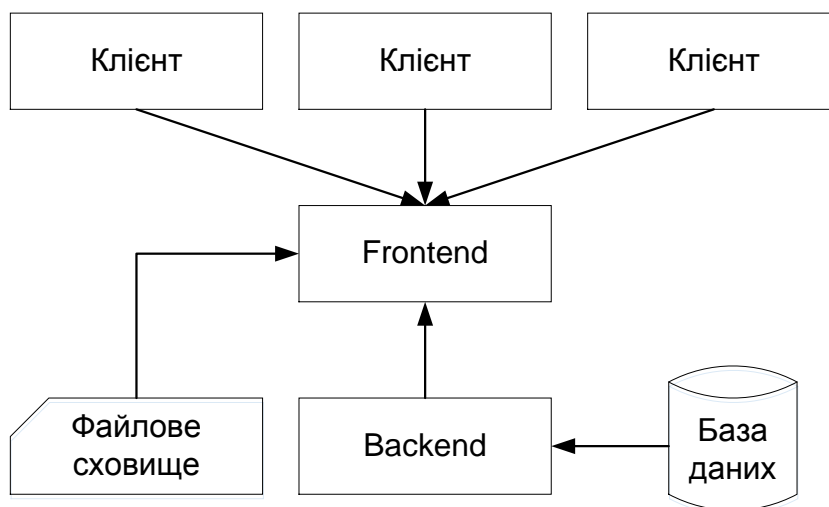 Клієнт
Клієнт
Клієнт
Frontend
Файлове
сховище
Backend
База
даних